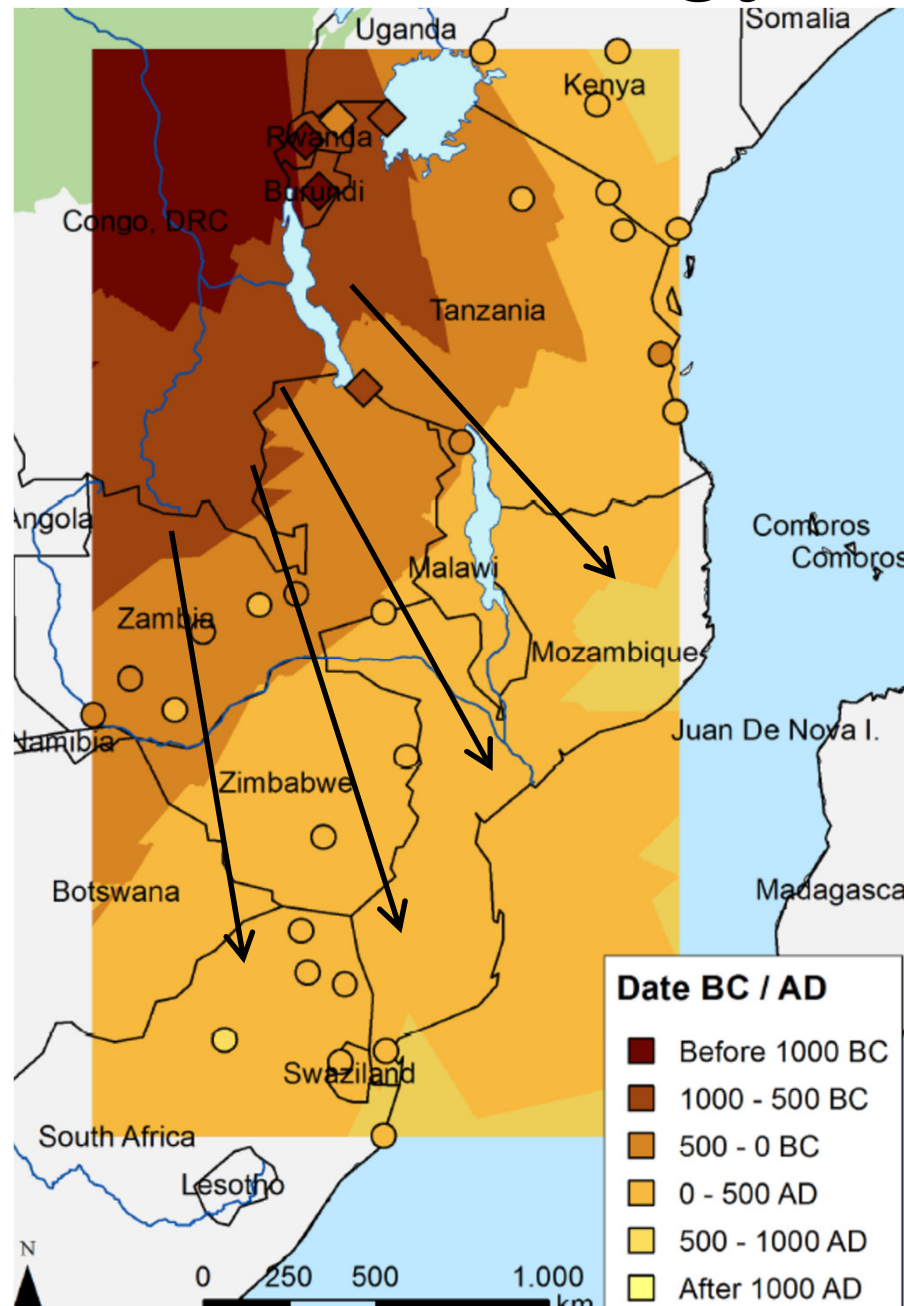 Somalia
Uganda
Kenya
Rwanda
Burundi
Congo, DRC
Tanzania
Angola
Comoros
Comoros
Malawi
Zambia
Mozambique
Namibia
Juan De Nova I.
Zimbabwe
Botswana
Madagasca
Date BC / AD
Before 1000 BC
1000 - 500 BC
500 - 0 BC
0 - 500 AD
500 - 1000 AD
After 1000 AD
Swaziland
South Africa
Lesotho
N
0 250 500 1.000
km